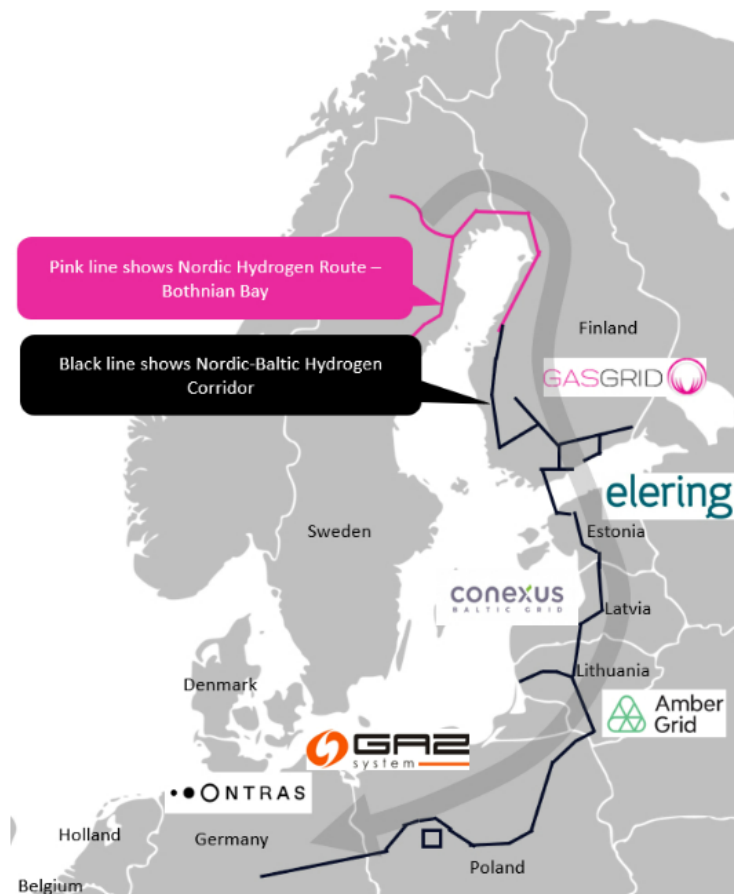 Pink line shows Nordic Hydrogen Route –
Bothnian Bay
Finland
Black line shows Nordic-Baltic Hydrogen
Corridor
GASGRID
elering
Sweden
Estonia
conexus
BALTIC GRID
Latvia
Lithuania
Denmark
Amber
Grid
GAZ
system
ONTRAS
Holland
Germany
Poland
Belgium